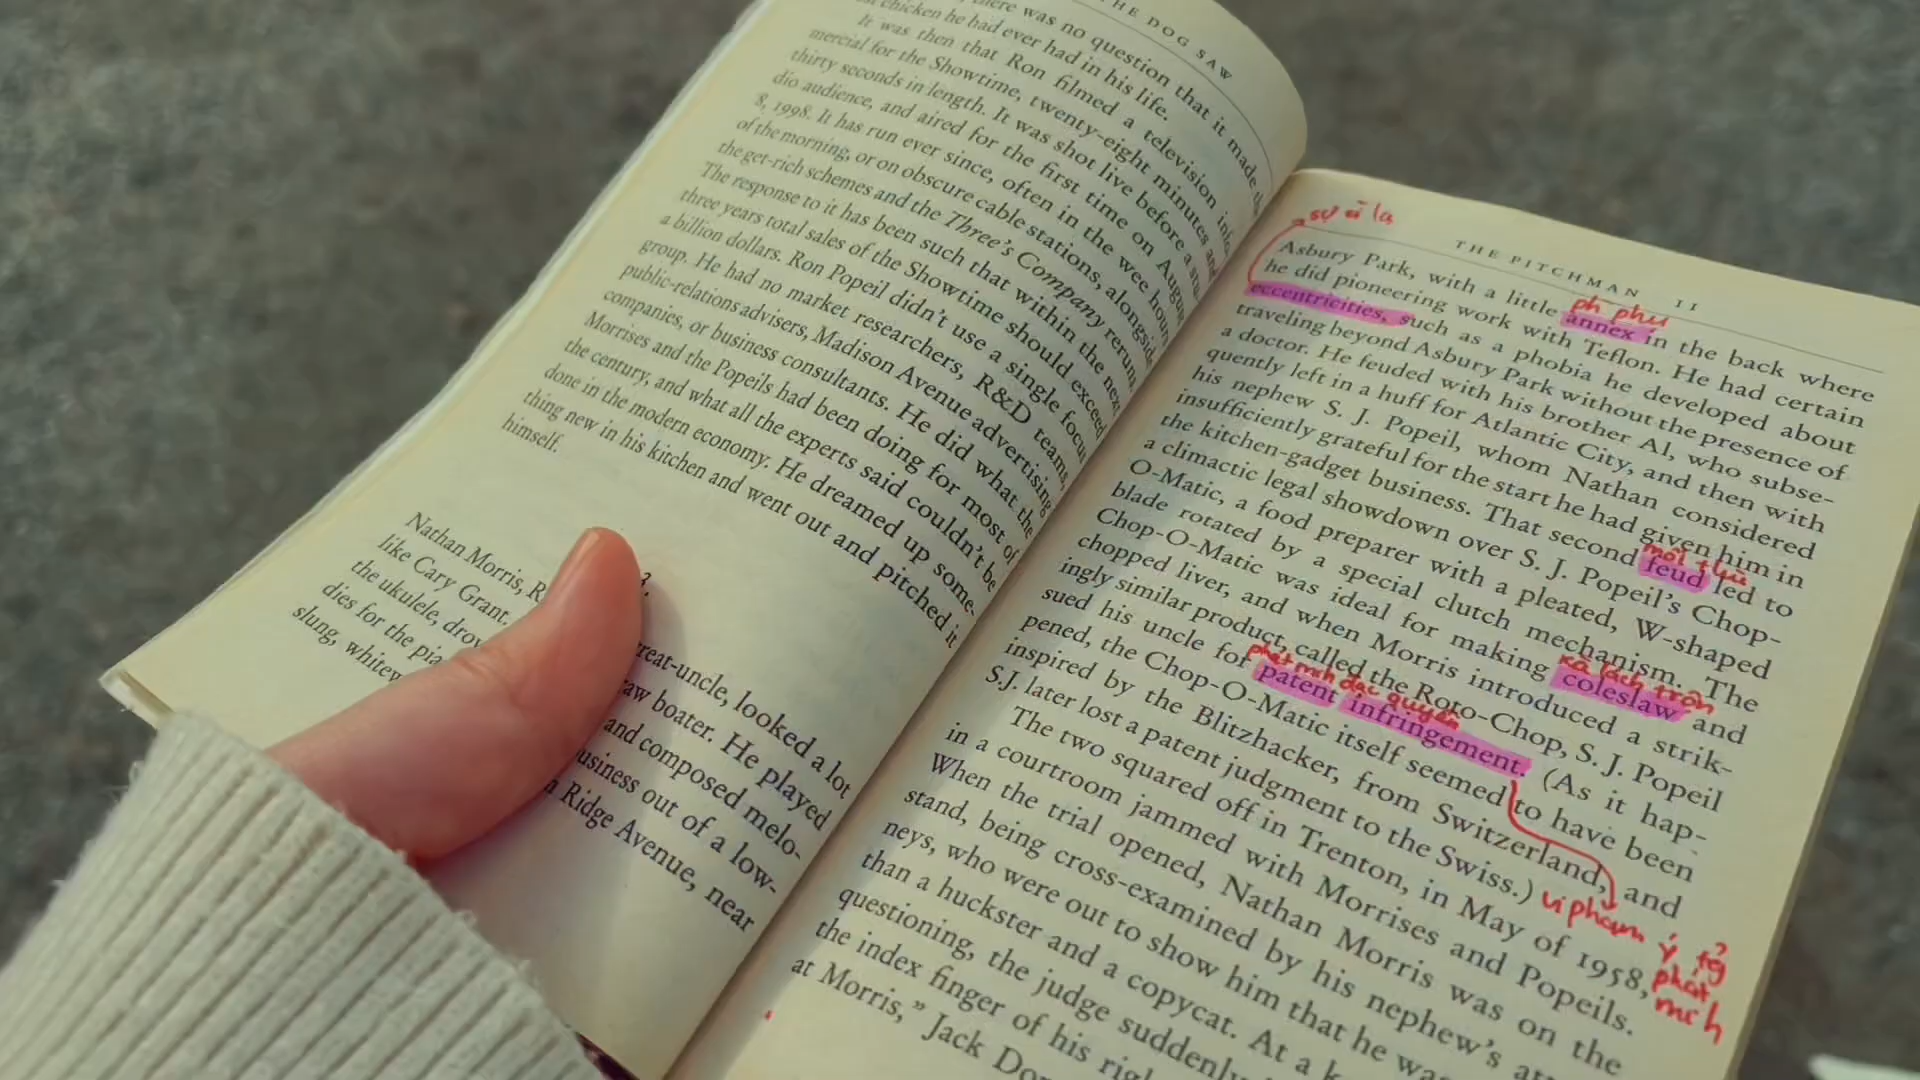 THE DOG SAW
there was no question that it made the
chicken he had ever had in his life.
It was then that Ron filmed a television infor
mercial for the Showtime, twenty-eight minutes and
thirty seconds in length. It was shot live before a stu
dio audience, and aired for the first time on August
8, 1998. It has run ever since, often in the wee hours
of the morning, or on obscure cable stations, alongside
the get-rich schemes and the Three's Company reruns.
The response to it has been such that within the next
three years total sales of the Showtime should exceed
a billion dollars. Ron Popeil didn't use a single focus
group. He had no market researchers, R&D teams,
public-relations advisers, Madison Avenue advertising
companies, or business consultants. He did what the
Morrises and the Popeils had been doing for most of
the century, and what all the experts said couldn't be
done in the modern economy. He dreamed up some-
thing new in his kitchen and went out and pitched it
himself.
3.
Nathan Morris, R great-uncle, looked a lot
like Cary Grant. raw boater. He played
the ukulele, drov and composed melo-
dies for the pia business out of a low-
slung, whitew n Ridge Avenue, near
sự dị lạ
THE PITCHMAN 11
Asbury Park, with a little annex in the back where
phụ
he did pioneering work with Teflon. He had certain
eccentricities, such as a phobia he developed about
traveling beyond Asbury Park without the presence of
a doctor. He feuded with his brother Al, who subse-
quently left in a huff for Atlantic City, and then with
his nephew S. J. Popeil, whom Nathan considered
insufficiently grateful for the start he had given him in
the kitchen-gadget business. That second feud led to
mối thù
a climactic legal showdown over S. J. Popeil's Chop-
O-Matic, a food preparer with a pleated, W-shaped
blade rotated by a special clutch mechanism. The
Chop-O-Matic was ideal for making coleslaw and
xà lách trộn
chopped liver, and when Morris introduced a strik-
ingly similar product, called the Roto-Chop, S. J. Popeil
sued his uncle for patent infringement. (As it hap-
phát minh đặc quyền
pened, the Chop-O-Matic itself seemed to have been
inspired by the Blitzhacker, from Switzerland, and
S.J. later lost a patent judgment to the Swiss.)
vi phạm ý tg phát minh
The two squared off in Trenton, in May of 1958,
in a courtroom jammed with Morrises and Popeils.
When the trial opened, Nathan Morris was on the
stand, being cross-examined by his nephew's attor
neys, who were out to show him that he was
than a huckster and a copycat. At a k
questioning, the judge suddenly
the index finger of his righ
at Morris," Jack Do